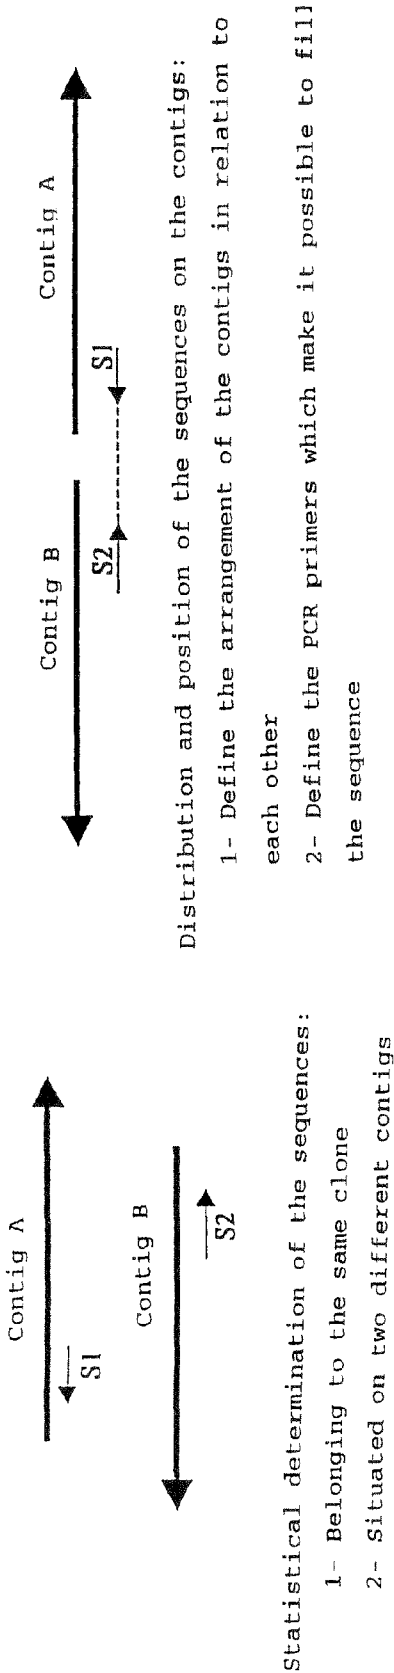 Contig A
S1
Contig B
S2
Statistical determination of the sequences:
1- Belonging to the same clone
2- Situated on two different contigs
Contig B
Contig A
S2
S1
Distribution and position of the sequences on the contigs:
1- Define the arrangement of the contigs in relation to
each other
2- Define the PCR primers which make it possible to fill
the sequence